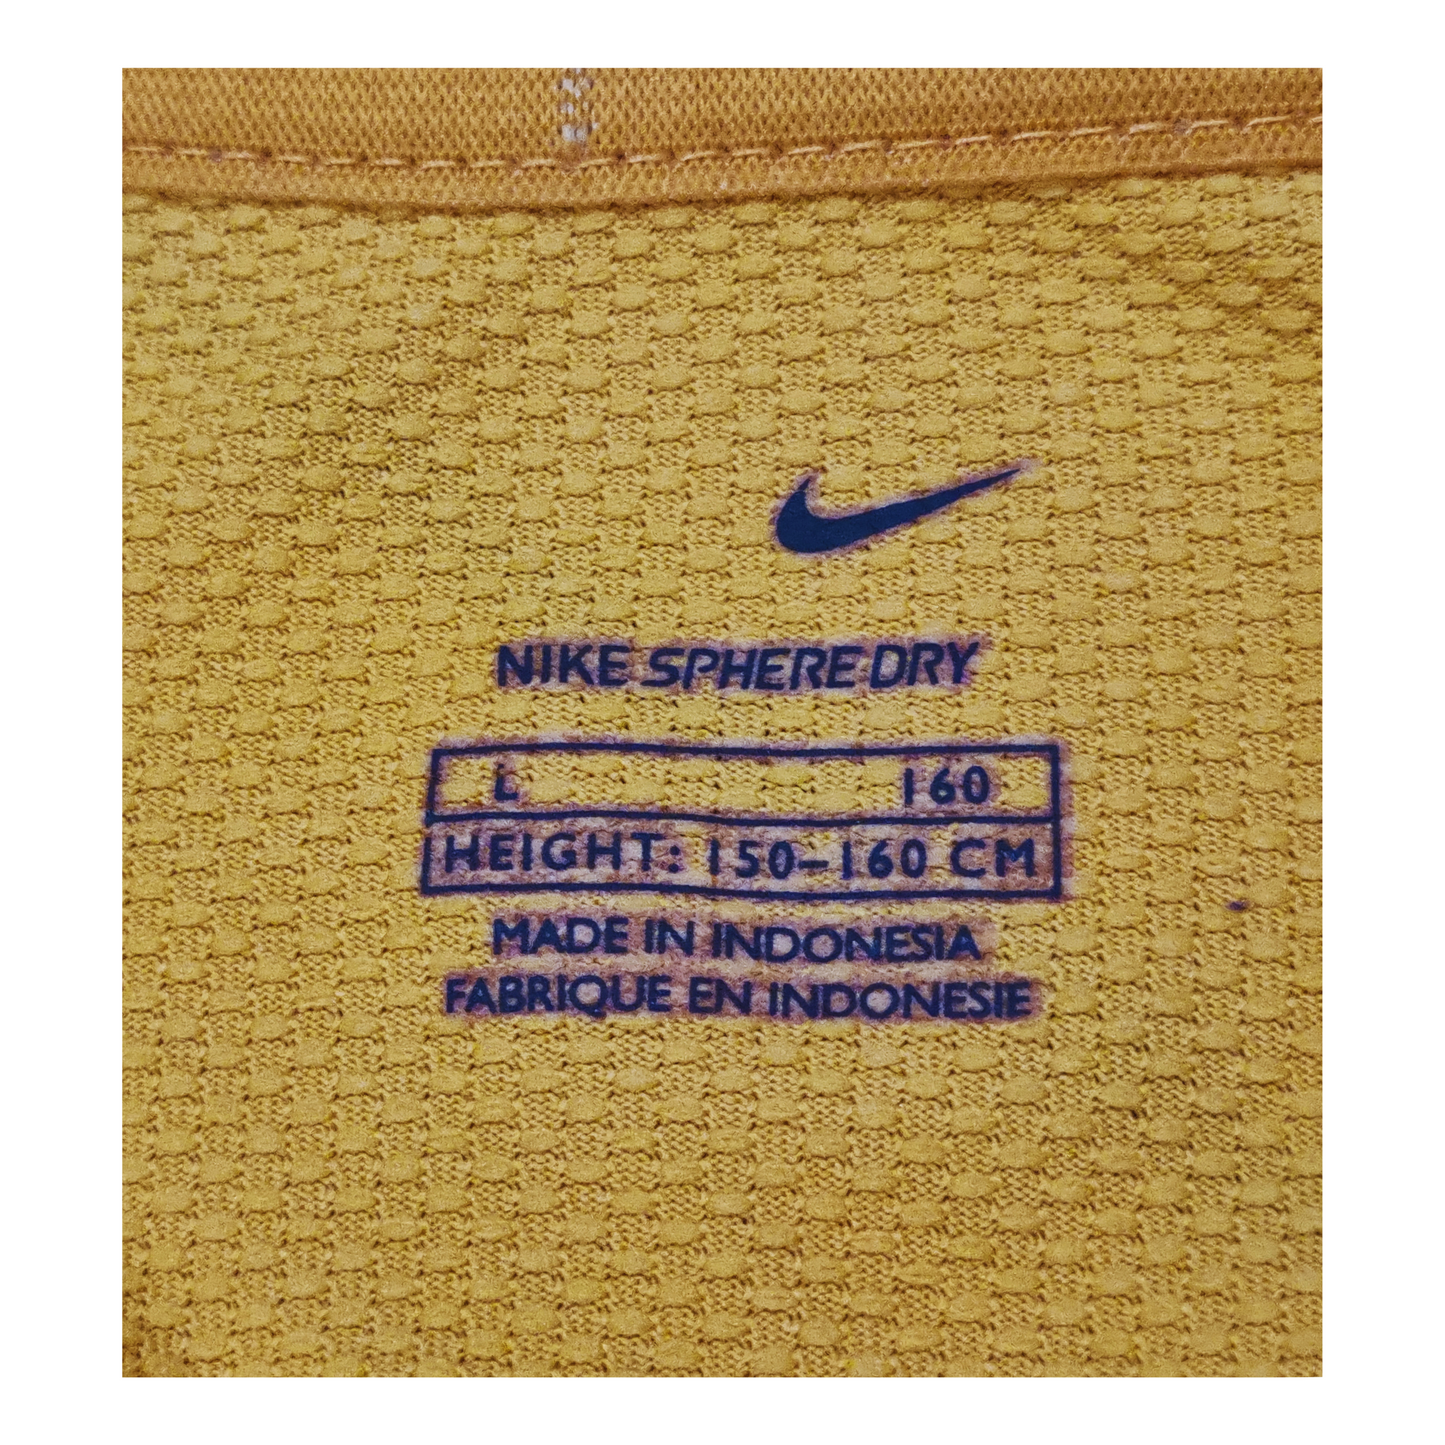 NIKE SPHERE DRY
L 160
HEIGHT: 150-160 CM
MADE IN INDONESIA
FABRIQUE EN INDONESIE